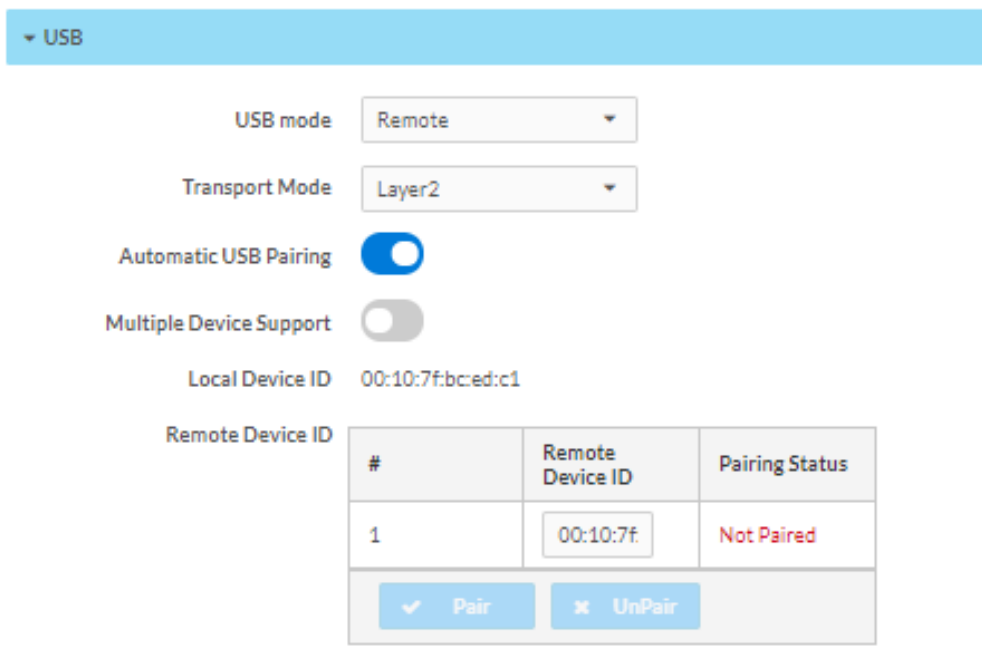 USB
USB mode Remote
Transport Mode Layer2
Automatic USB Pairing
Multiple Device Support
Local Device ID 00:10:7f:bc:ed:c1
Remote Device ID
# Remote Device ID Pairing Status
1 00:10:7f: Not Paired
Pair UnPair